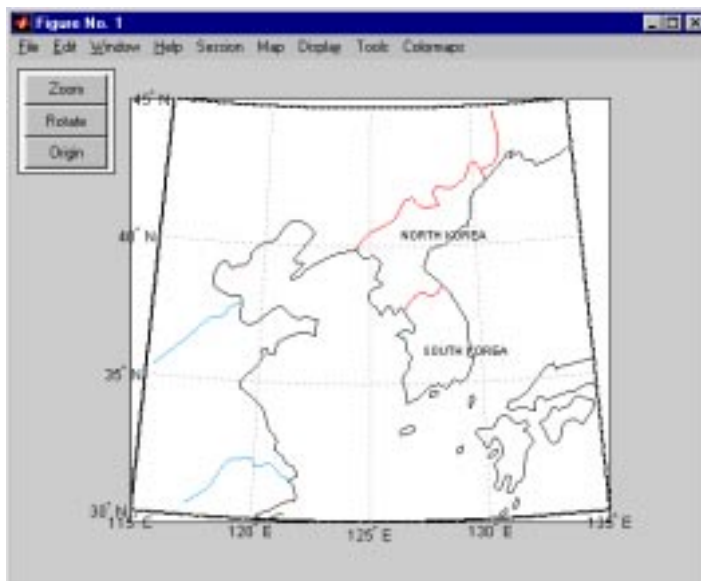 Figure No. 1
File Edit Window Help Session Map Display Tools Colormaps
Zoom
Rotate
Origin
45° N
40° N
NORTH KOREA
SOUTH KOREA
35° N
30° N
115° E
120° E
125° E
130° E
135° E